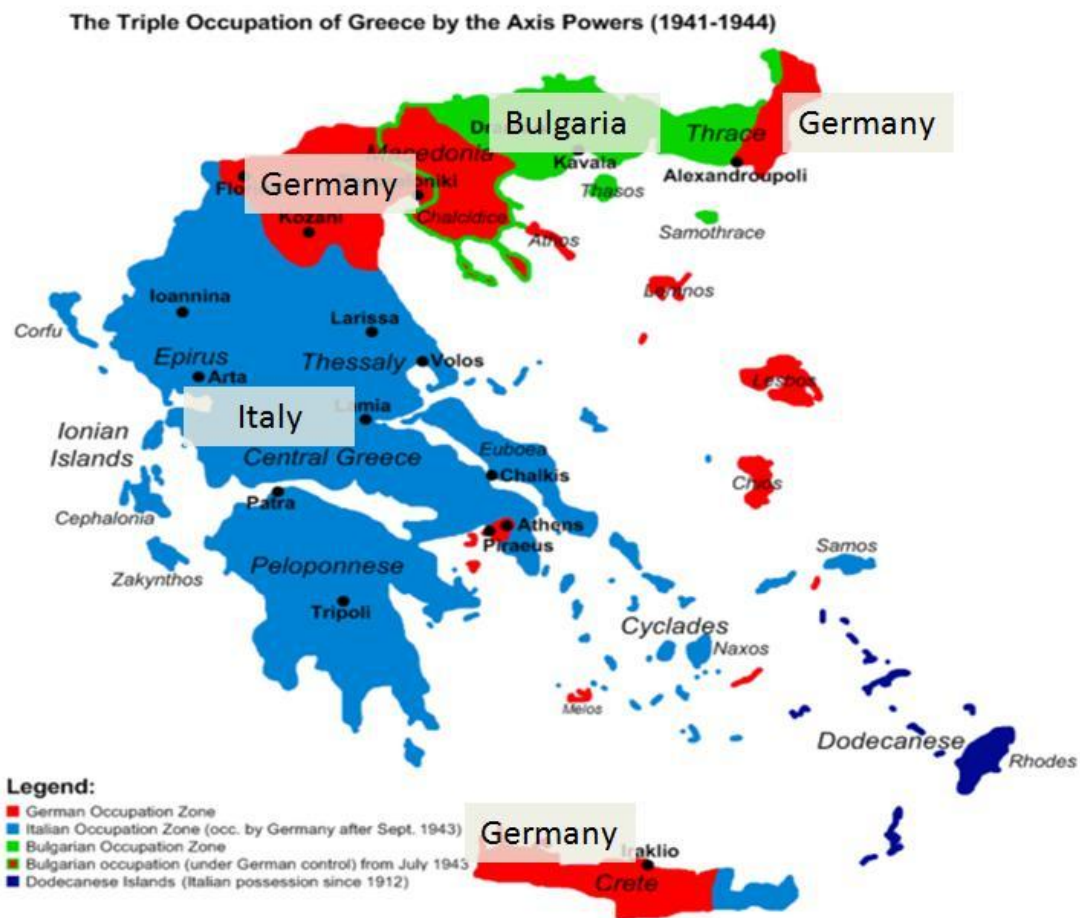 The Triple Occupation of Greece by the Axis Powers (1941-1944)
Bulgaria
Germany
Thrace
Macedonia
Kavala
Alexandroupoli
Germany
Thasos
Chalcidice
Kozani
Athos
Samothrace
Lemnos
Ioannina
Corfu
Larissa
Epirus
Thessaly
Volos
Arta
Lesbos
Italy
Lamia
Ionian
Islands
Euboea
Central Greece
Chalkis
Chios
Patra
Cephalonia
Athens
Piraeus
Samos
Peloponnese
Zakynthos
Tripoli
Cyclades
Naxos
Melos
Dodecanese
Rhodes
Legend:
German Occupation Zone
Italian Occupation Zone (occ. by Germany after Sept. 1943)
Bulgarian Occupation Zone
Bulgarian occupation (under German control) from July 1943
Dodecanese Islands (Italian possession since 1912)
Germany
Iraklio
Crete